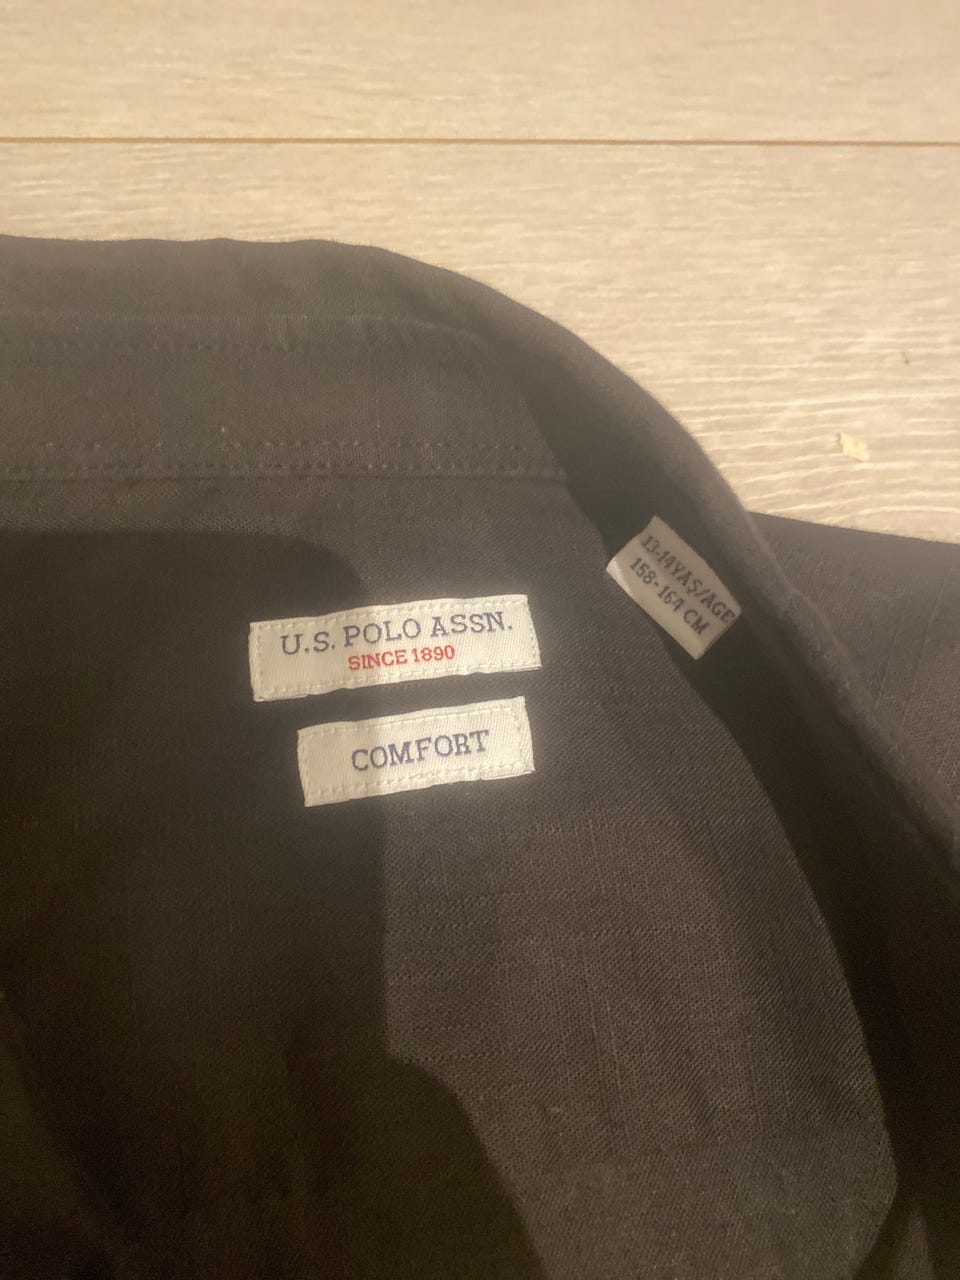 U.S. POLO ASSN.
SINCE 1890
COMFORT
13-14YAŞ/AGE
158-164 CM